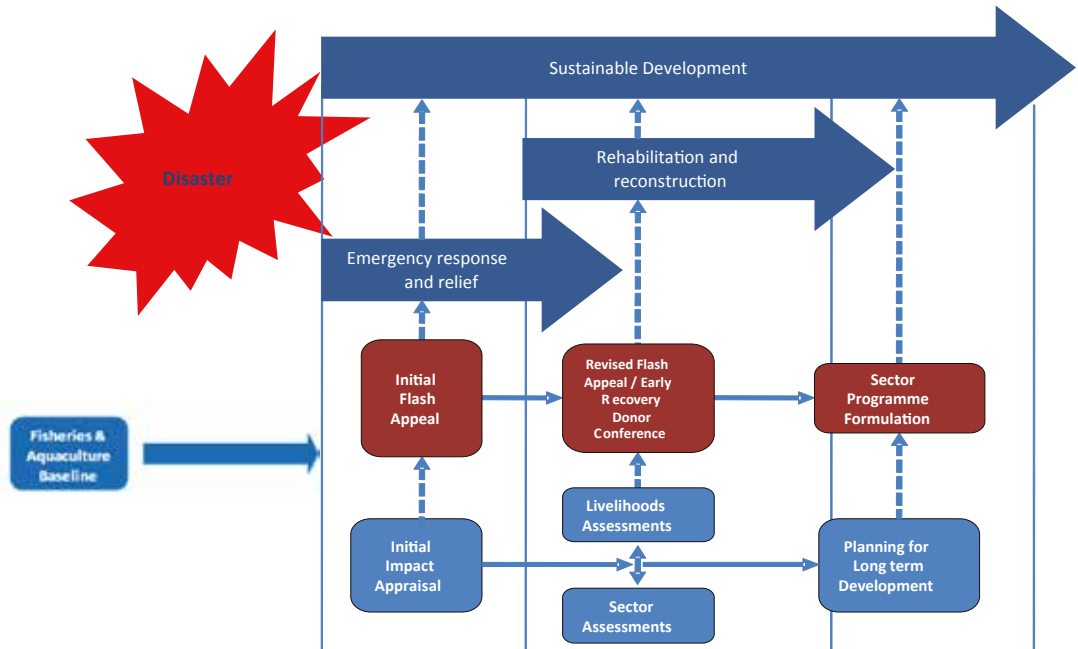 Sustainable Development
Disaster
Rehabilitation and
reconstruction
Emergency response
and relief
Initial
Flash
Appeal
Revised Flash
Appeal / Early
Recovery
Donor
Conference
Sector
Programme
Formulation
Fisheries &
Aquaculture
Baseline
Livelihoods
Assessments
Initial
Impact
Appraisal
Planning for
Long term
Development
Sector
Assessments